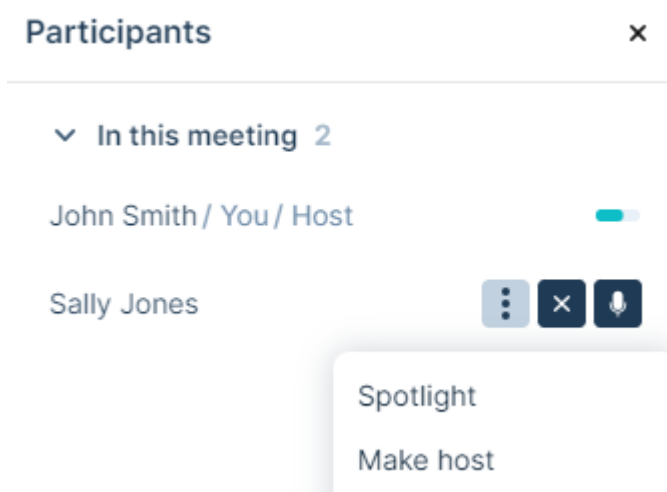 Participants
In this meeting 2
John Smith / You / Host
Sally Jones
Spotlight
Make host